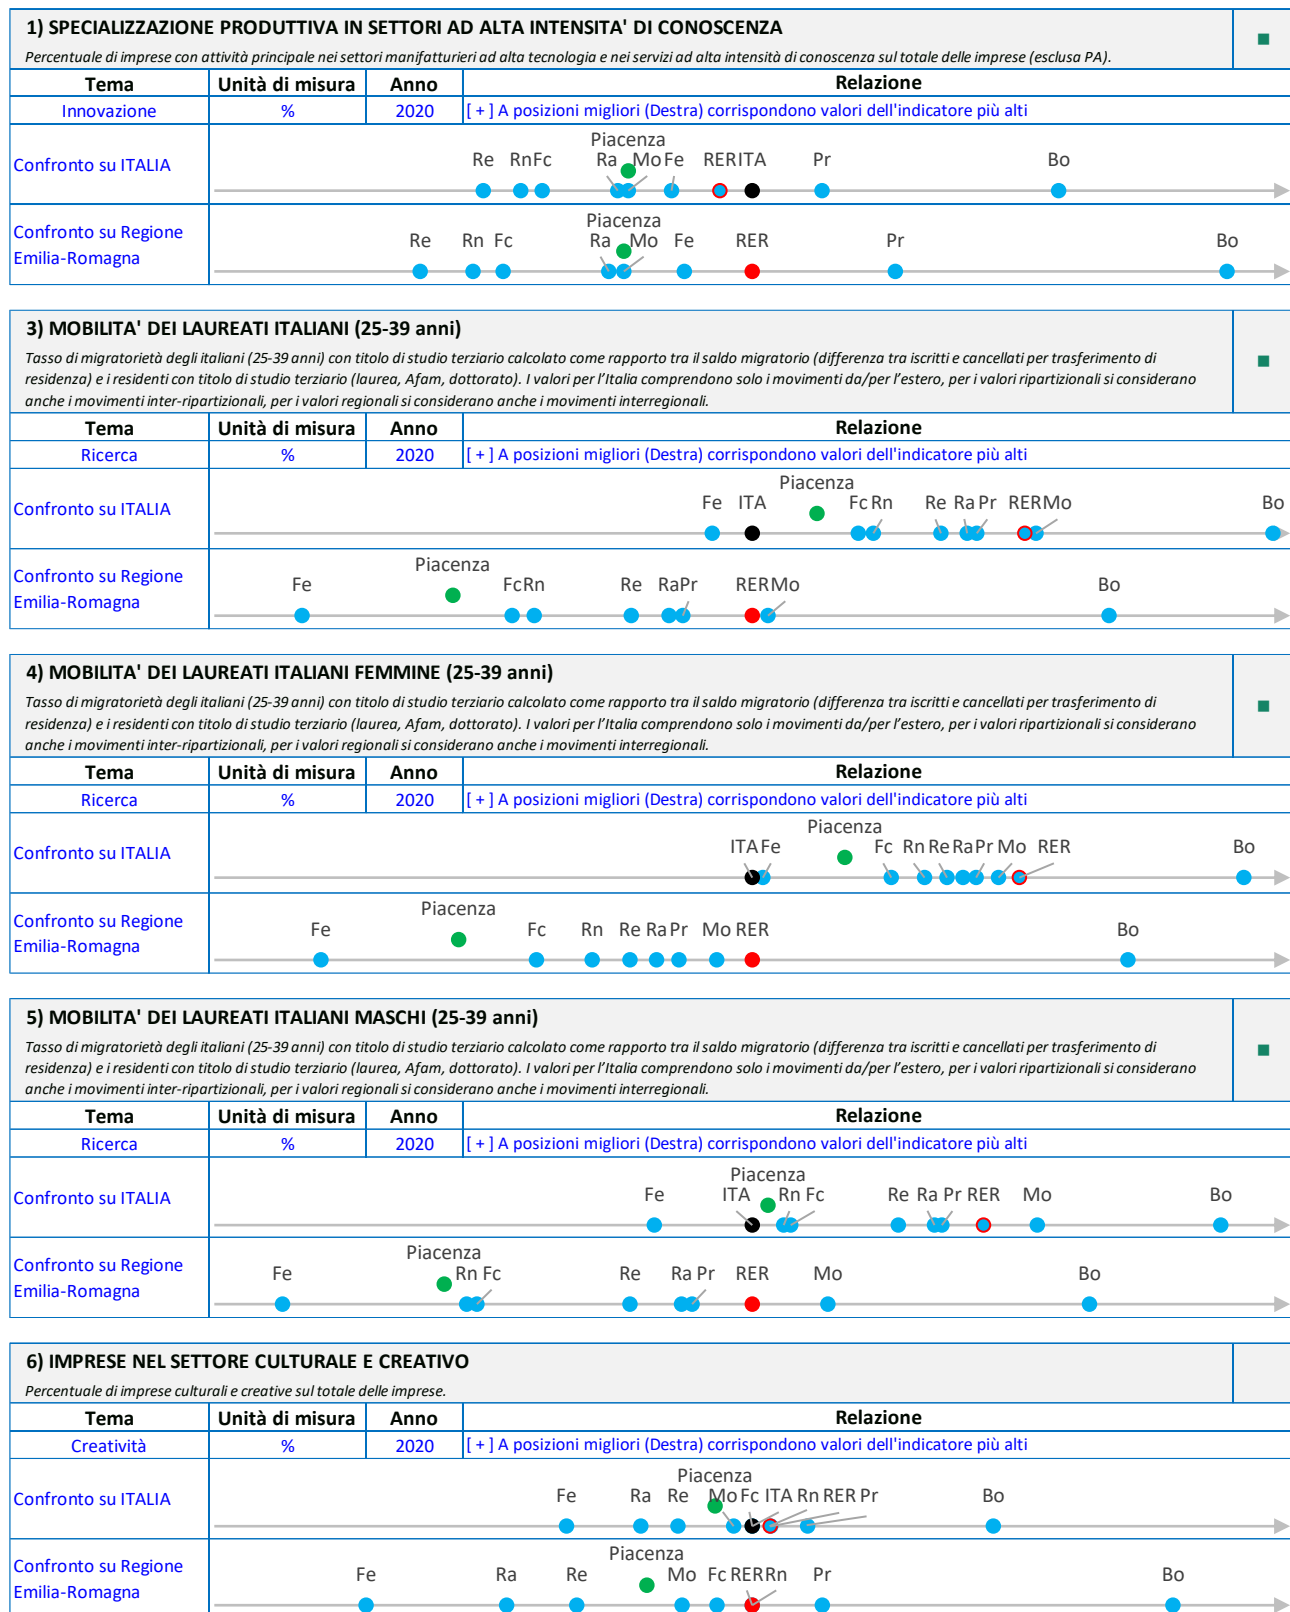 1) SPECIALIZZAZIONE PRODUTTIVA IN SETTORI AD ALTA INTENSITA' DI CONOSCENZA
Percentuale di imprese con attività principale nei settori manifatturieri ad alta tecnologia e nei servizi ad alta intensità di conoscenza sul totale delle imprese (esclusa PA).
Tema Unità di misura Anno Relazione
Innovazione % 2020 [ + ] A posizioni migliori (Destra) corrispondono valori dell'indicatore più alti
Piacenza
Confronto su ITALIA Re Rn Fc Ra Mo Fe RER ITA Pr Bo
Piacenza
Confronto su Regione Emilia-Romagna Re Rn Fc Ra Mo Fe RER Pr Bo
3) MOBILITA' DEI LAUREATI ITALIANI (25-39 anni)
Tasso di migratorietà degli italiani (25-39 anni) con titolo di studio terziario calcolato come rapporto tra il saldo migratorio (differenza tra iscritti e cancellati per trasferimento di
residenza) e i residenti con titolo di studio terziario (laurea, Afam, dottorato). I valori per l'Italia comprendono solo i movimenti da/per l'estero, per i valori ripartizionali si considerano
anche i movimenti inter-ripartizionali, per i valori regionali si considerano anche i movimenti interregionali.
Tema Unità di misura Anno Relazione
Ricerca % 2020 [ + ] A posizioni migliori (Destra) corrispondono valori dell'indicatore più alti
Piacenza
Confronto su ITALIA Fe ITA Fc Rn Re Ra Pr RER Mo Bo
Piacenza
Confronto su Regione Emilia-Romagna Fe Fc Rn Re Ra Pr RER Mo Bo
4) MOBILITA' DEI LAUREATI ITALIANI FEMMINE (25-39 anni)
Tasso di migratorietà degli italiani (25-39 anni) con titolo di studio terziario calcolato come rapporto tra il saldo migratorio (differenza tra iscritti e cancellati per trasferimento di
residenza) e i residenti con titolo di studio terziario (laurea, Afam, dottorato). I valori per l'Italia comprendono solo i movimenti da/per l'estero, per i valori ripartizionali si considerano
anche i movimenti inter-ripartizionali, per i valori regionali si considerano anche i movimenti interregionali.
Tema Unità di misura Anno Relazione
Ricerca % 2020 [ + ] A posizioni migliori (Destra) corrispondono valori dell'indicatore più alti
Piacenza
Confronto su ITALIA ITA Fe Fc Rn Re Ra Pr Mo RER Bo
Piacenza
Confronto su Regione Emilia-Romagna Fe Fc Rn Re Ra Pr Mo RER Bo
5) MOBILITA' DEI LAUREATI ITALIANI MASCHI (25-39 anni)
Tasso di migratorietà degli italiani (25-39 anni) con titolo di studio terziario calcolato come rapporto tra il saldo migratorio (differenza tra iscritti e cancellati per trasferimento di
residenza) e i residenti con titolo di studio terziario (laurea, Afam, dottorato). I valori per l'Italia comprendono solo i movimenti da/per l'estero, per i valori ripartizionali si considerano
anche i movimenti inter-ripartizionali, per i valori regionali si considerano anche i movimenti interregionali.
Tema Unità di misura Anno Relazione
Ricerca % 2020 [ + ] A posizioni migliori (Destra) corrispondono valori dell'indicatore più alti
Piacenza
Confronto su ITALIA Fe ITA Rn Fc Re Ra Pr RER Mo Bo
Piacenza
Confronto su Regione Emilia-Romagna Fe Rn Fc Re Ra Pr RER Mo Bo
6) IMPRESE NEL SETTORE CULTURALE E CREATIVO
Percentuale di imprese culturali e creative sul totale delle imprese.
Tema Unità di misura Anno Relazione
Creatività % 2020 [ + ] A posizioni migliori (Destra) corrispondono valori dell'indicatore più alti
Piacenza
Confronto su ITALIA Fe Ra Re Mo Fc ITA Rn RER Pr Bo
Piacenza
Confronto su Regione Emilia-Romagna Fe Ra Re Mo Fc RER Rn Pr Bo